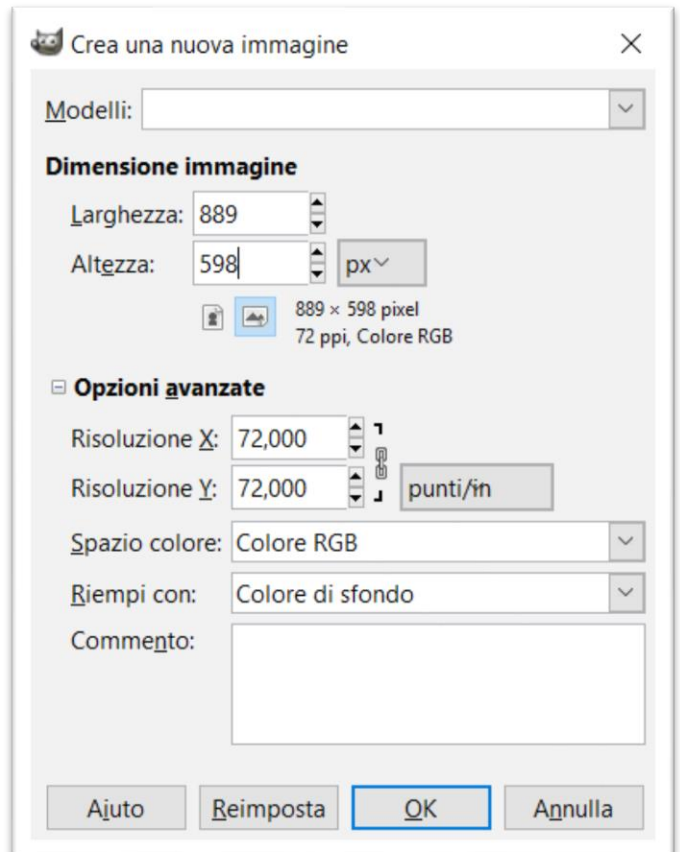 Crea una nuova immagine
Modelli:
Dimensione immagine
Larghezza: 889
Altezza: 598 px
889 × 598 pixel
72 ppi, Colore RGB
Opzioni avanzate
Risoluzione X: 72,000
Risoluzione Y: 72,000 punti/in
Spazio colore: Colore RGB
Riempi con: Colore di sfondo
Commento:
Aiuto Reimposta OK Annulla